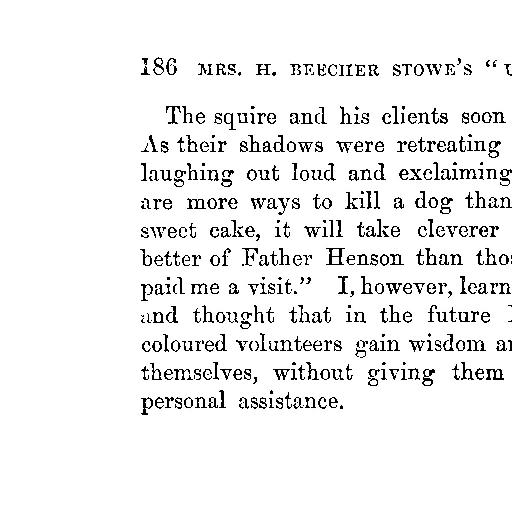 186 MRS. H. BEECHER STOWE'S "
The squire and his clients soon
As their shadows were retreating
laughing out loud and exclaiming
are more ways to kill a dog than
sweet cake, it will take cleverer
better of Father Henson than
paid me a visit." I, however, learn
and thought that in the future
coloured volunteers gain wisdom
themselves, without giving them
personal assistance.